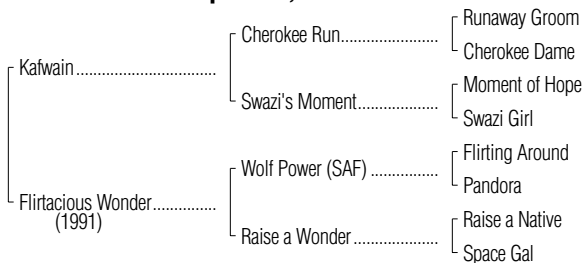 Runaway Groom
Cherokee Run....................
Cherokee Dame
Kafwain................................
Moment of Hope
Swazi's Moment..................
Swazi Girl
Flirting Around
Wolf Power (SAF) ...............
Pandora
Flirtacious Wonder...............
(1991)
Raise a Native
Raise a Wonder...................
Space Gal